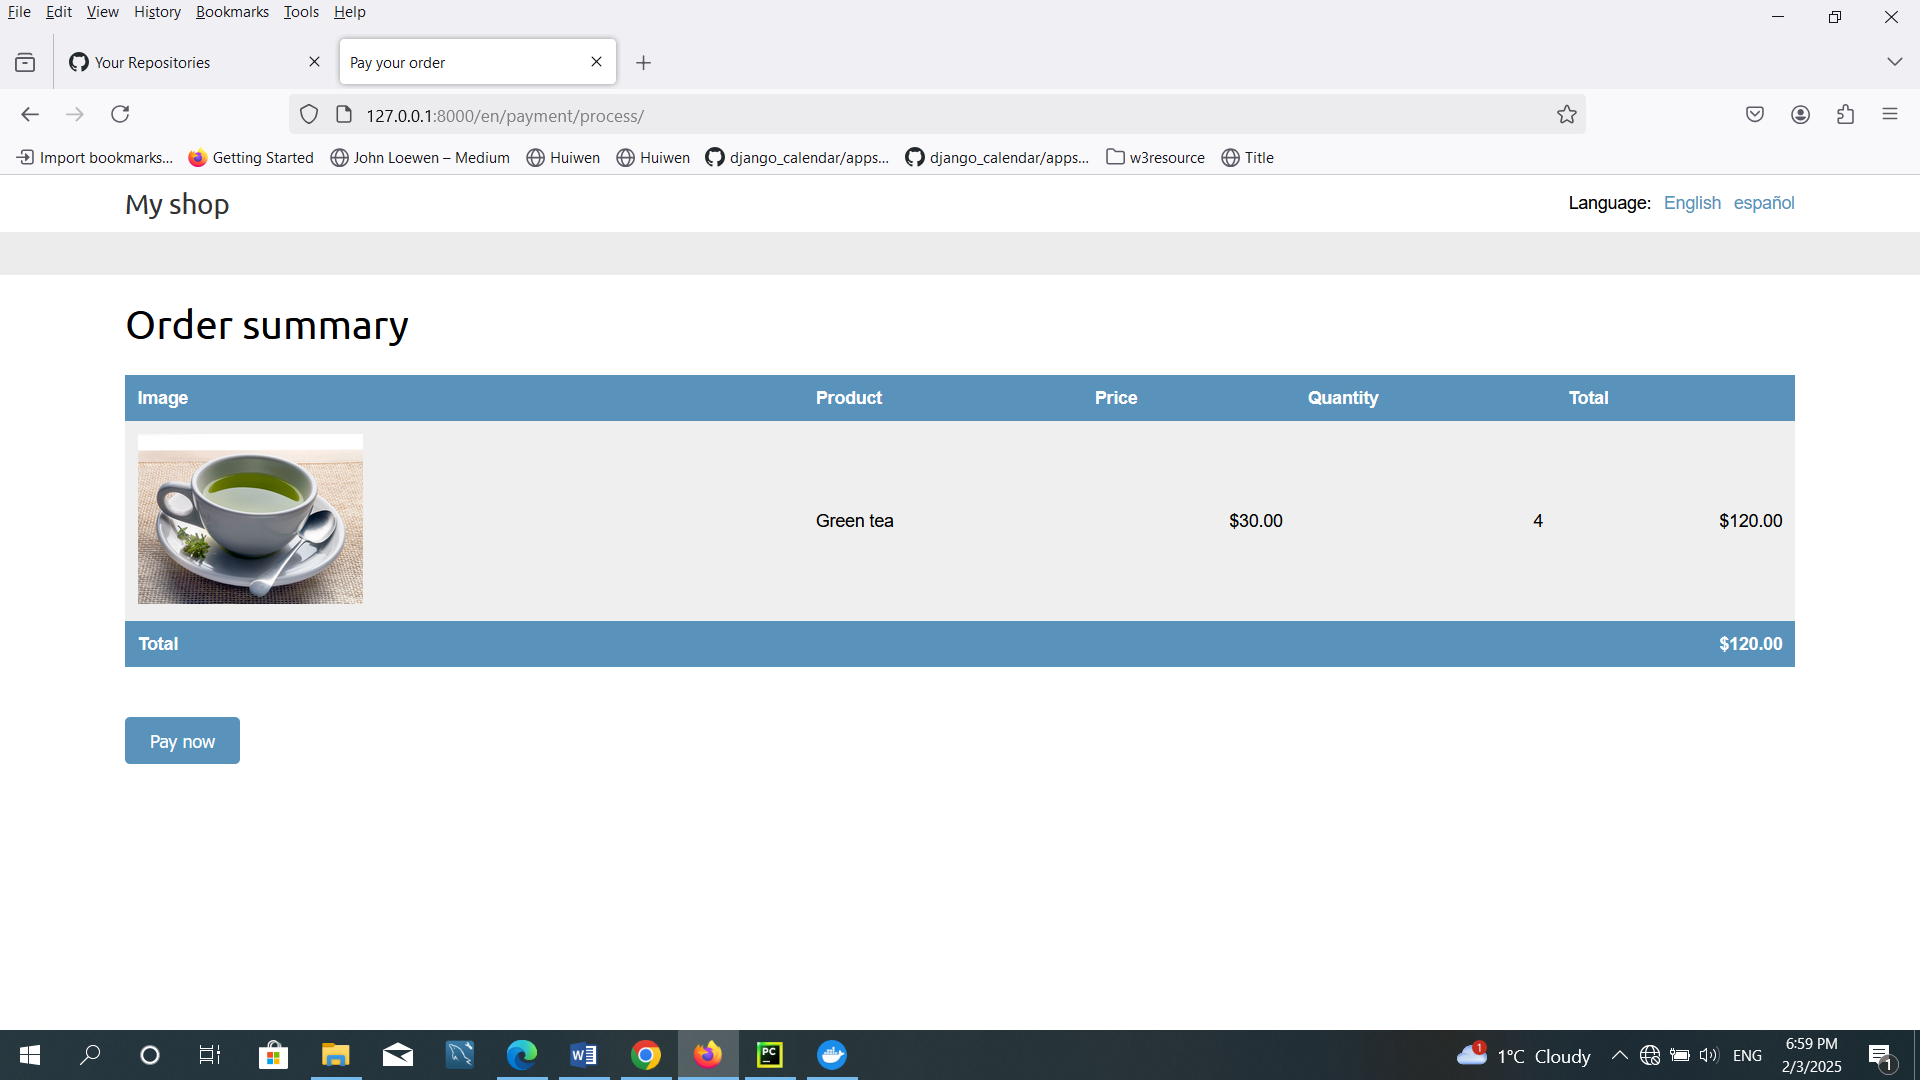 File Edit View History Bookmarks Tools Help
Your Repositories
Pay your order
127.0.0.1:8000/en/payment/process/
Import bookmarks... Getting Started John Loewen – Medium Huiwen Huiwen django_calendar/apps... django_calendar/apps... w3resource Title
My shop
Language: English español
Order summary
Image Product Price Quantity Total
Green tea $30.00 4 $120.00
Total $120.00
Pay now
1°C Cloudy
1
ENG
6:59 PM
2/3/2025
1
PC
W